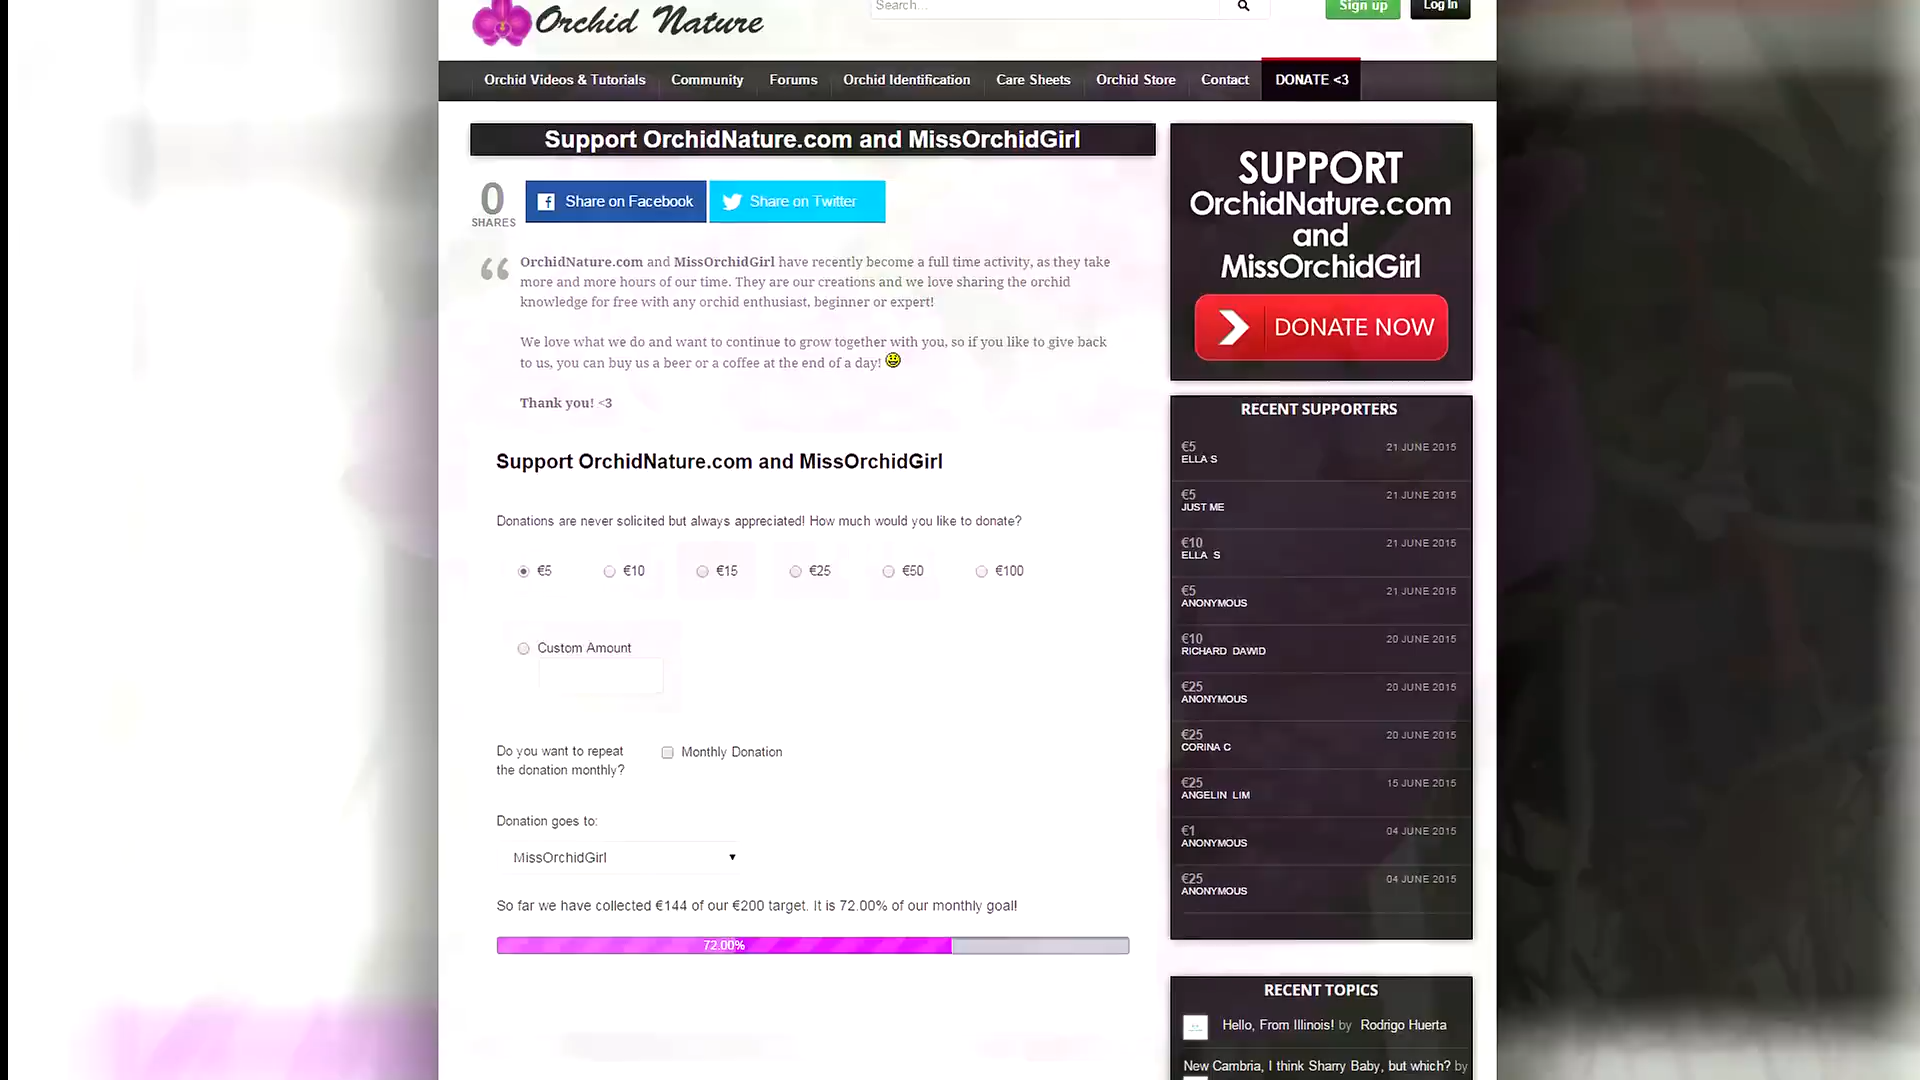 Orchid Nature
Search...
Sign up
Log In
Orchid Videos & Tutorials
Community
Forums
Orchid Identification
Care Sheets
Orchid Store
Contact
DONATE <3
Support OrchidNature.com and MissOrchidGirl
0
SHARES
Share on Facebook
Share on Twitter
OrchidNature.com and MissOrchidGirl have recently become a full time activity, as they take
more and more hours of our time. They are our creations and we love sharing the orchid
knowledge for free with any orchid enthusiast, beginner or expert!
We love what we do and want to continue to grow together with you, so if you like to give back
to us, you can buy us a beer or a coffee at the end of a day!
Thank you! <3
Support OrchidNature.com and MissOrchidGirl
Donations are never solicited but always appreciated! How much would you like to donate?
€5
€10
€15
€25
€50
€100
Custom Amount
Do you want to repeat
the donation monthly?
Monthly Donation
Donation goes to:
MissOrchidGirl
So far we have collected €144 of our €200 target. It is 72.00% of our monthly goal!
72.00%
SUPPORT
OrchidNature.com
and
MissOrchidGirl
DONATE NOW
RECENT SUPPORTERS
€5 21 JUNE 2015
ELLA S
€5 21 JUNE 2015
JUST ME
€10 21 JUNE 2015
ELLA S
€5 21 JUNE 2015
ANONYMOUS
€10 20 JUNE 2015
RICHARD DAWID
€25 20 JUNE 2015
ANONYMOUS
€25 20 JUNE 2015
CORINA C
€25 15 JUNE 2015
ANGELIN LIM
€1 04 JUNE 2015
ANONYMOUS
€25 04 JUNE 2015
ANONYMOUS
RECENT TOPICS
Hello, From Illinois! by Rodrigo Huerta
New Cambria, I think Sharry Baby, but which? by